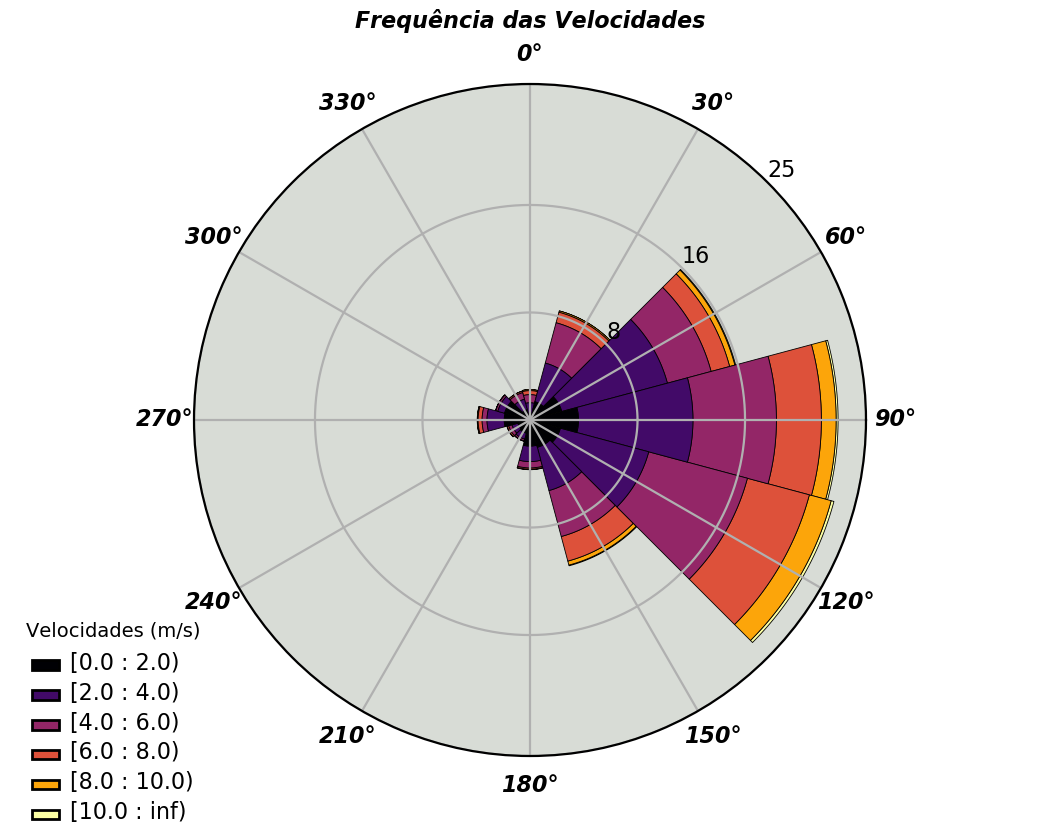 Frequência das Velocidades
0°
330°
30°
25
300°
60°
16
8
270°
90°
240°
120°
210°
150°
180°
Velocidades (m/s)
[0.0 : 2.0)
[2.0 : 4.0)
[4.0 : 6.0)
[6.0 : 8.0)
[8.0 : 10.0)
[10.0 : inf)